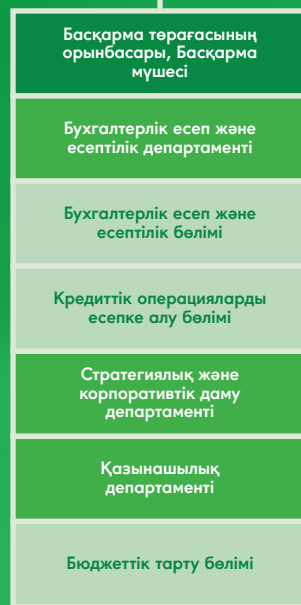 Басқарма төрағасының
орынбасары, Басқарма
мүшесі
Бухгалтерлік есеп және
есептілік департаменті
Бухгалтерлік есеп және
есептілік бөлімі
Кредиттік операцияларды
есепке алу бөлімі
Стратегиялық және
корпоративтік даму
департаменті
Қазынашылық
департаменті
Бюджеттік тарту бөлімі